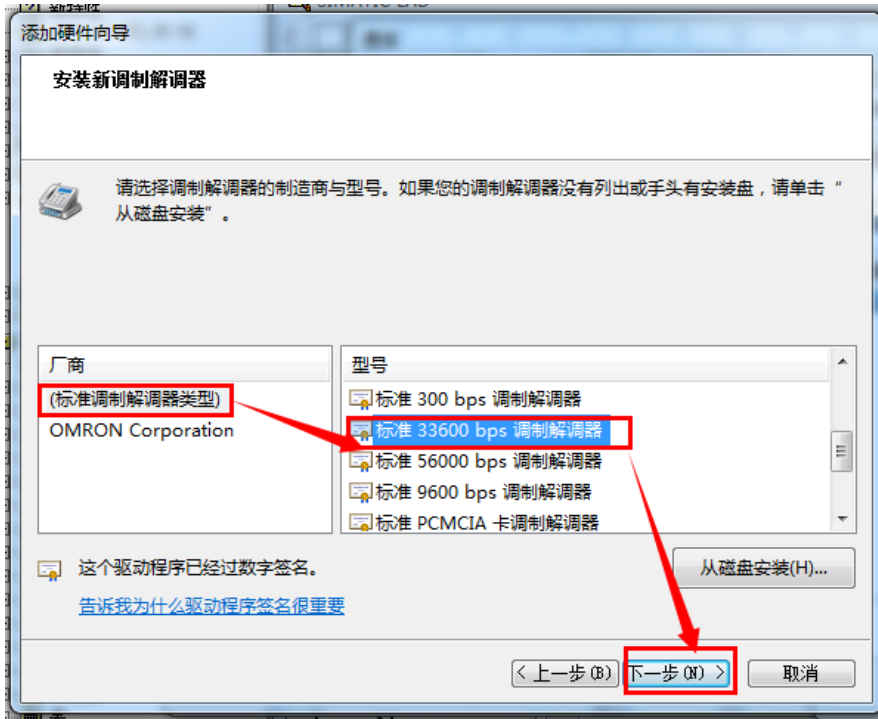 新特性
添加硬件向导
安装新调制解调器
请选择调制解调器的制造商与型号。如果您的调制解调器没有列出或手头有安装盘，请单击“
从磁盘安装”。
厂商
型号
(标准调制解调器类型)
标准 300 bps 调制解调器
OMRON Corporation
标准 33600 bps 调制解调器
标准 56000 bps 调制解调器
标准 9600 bps 调制解调器
标准 PCMCIA 卡调制解调器
这个驱动程序已经过数字签名。
从磁盘安装(H)...
告诉我为什么驱动程序签名很重要
< 上一步(B)
下一步(N) >
取消